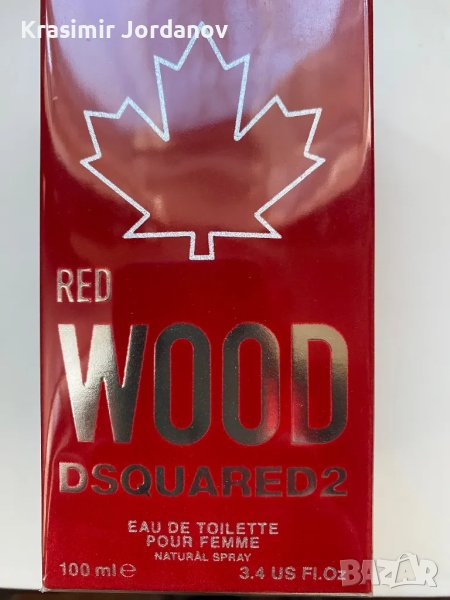 Krasimir Jordanov
RED
WOOD
DSQUARED2
EAU DE TOILETTE
POUR FEMME
NATURAL SPRAY
100 ml ℮ 3.4 US Fl.Oz
BAZAR